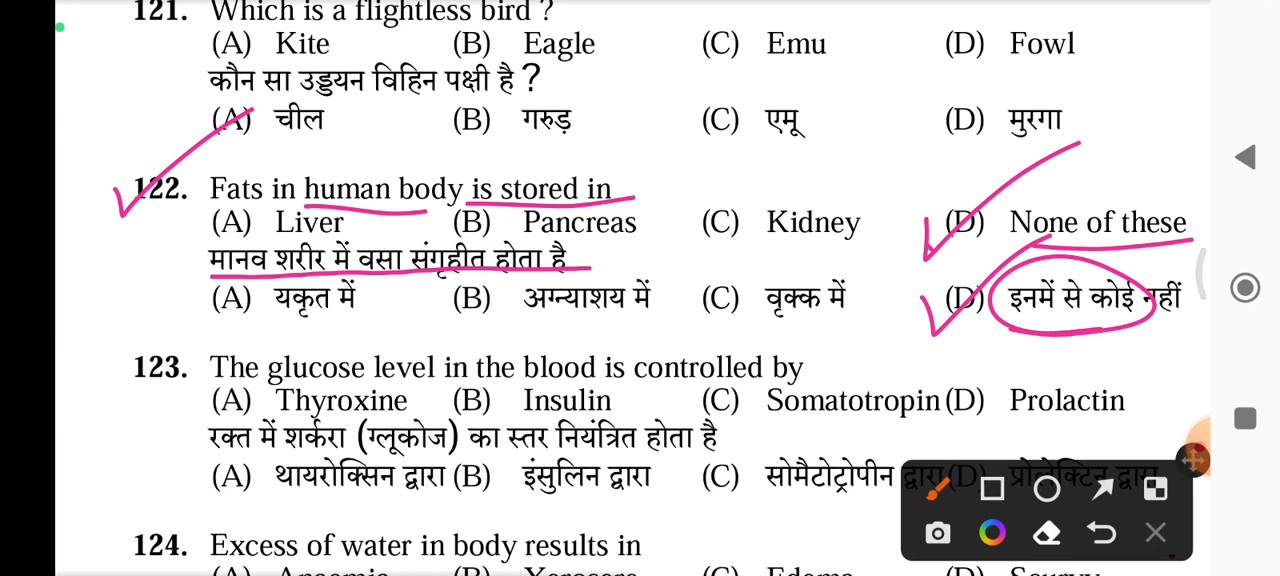 121. Which is a flightless bird ?
(A) Kite (B) Eagle (C) Emu (D) Fowl
कौन सा उड्डयन विहिन पक्षी है ?
(A) चील (B) गरुड़ (C) एमू (D) मुरगा
122. Fats in human body is stored in
(A) Liver (B) Pancreas (C) Kidney (D) None of these
मानव शरीर में वसा संगृहीत होता है
(A) यकृत में (B) अग्न्याशय में (C) वृक्क में (D) इनमें से कोई नहीं
123. The glucose level in the blood is controlled by
(A) Thyroxine (B) Insulin (C) Somatotropin (D) Prolactin
रक्त में शर्करा (ग्लूकोज) का स्तर नियंत्रित होता है
(A) थायरोक्सिन द्वारा (B) इंसुलिन द्वारा (C) सोमैटोट्रोपीन द्वारा (D) प्रोलेक्टिन द्वारा
124. Excess of water in body results in